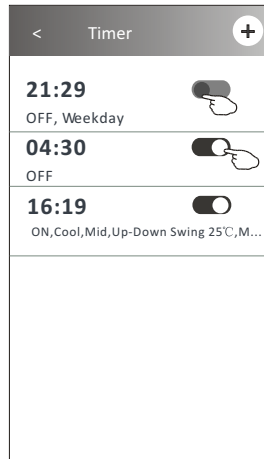 < Timer +
21:29
OFF, Weekday
04:30
OFF
16:19
ON,Cool,Mid,Up-Down Swing 25℃,M...